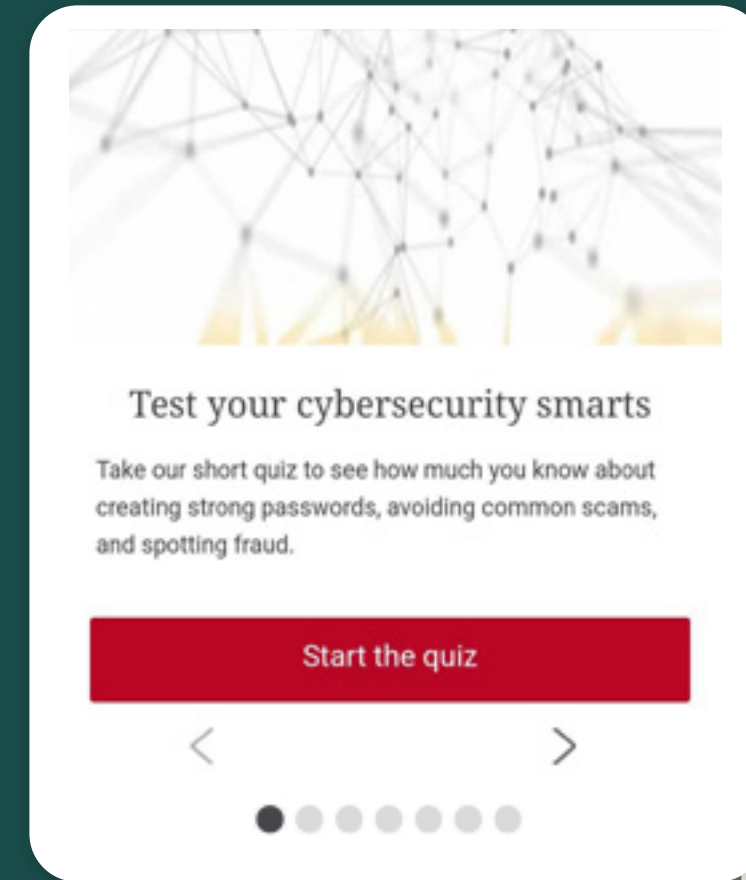 Test your cybersecurity smarts
Take our short quiz to see how much you know about
creating strong passwords, avoiding common scams,
and spotting fraud.
Start the quiz